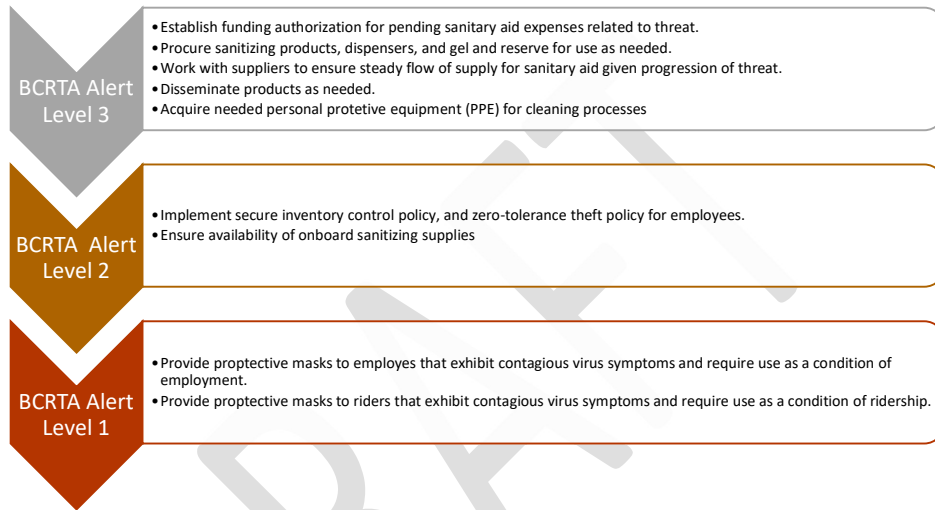 BCRTA Alert
Level 3
•Establish funding authorization for pending sanitary aid expenses related to threat.
•Procure sanitizing products, dispensers, and gel and reserve for use as needed.
•Work with suppliers to ensure steady flow of supply for sanitary aid given progression of threat.
•Disseminate products as needed.
•Acquire needed personal protetive equipment (PPE) for cleaning processes
BCRTA Alert
Level 2
•Implement secure inventory control policy, and zero-tolerance theft policy for employees.
•Ensure availability of onboard sanitizing supplies
BCRTA Alert
Level 1
•Provide proptective masks to employes that exhibit contagious virus symptoms and require use as a condition of
employment.
•Provide proptective masks to riders that exhibit contagious virus symptoms and require use as a condition of ridership.
DRAFT